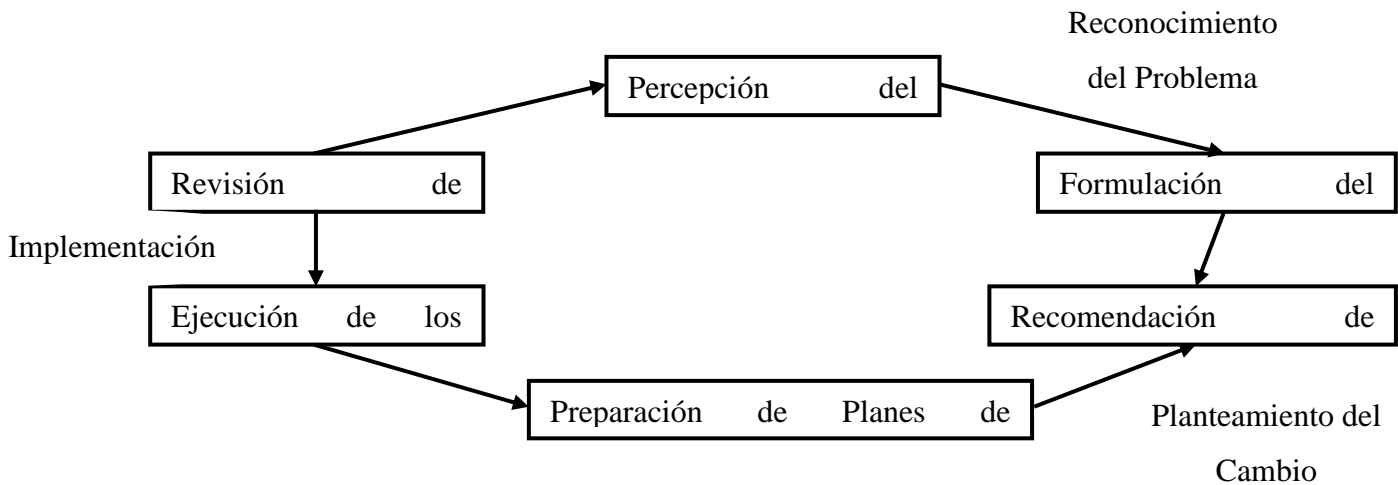 Reconocimiento
del Problema
Percepción del
Revisión de
Formulación del
Implementación
Ejecución de los
Recomendación de
Preparación de Planes de
Planteamiento del
Cambio